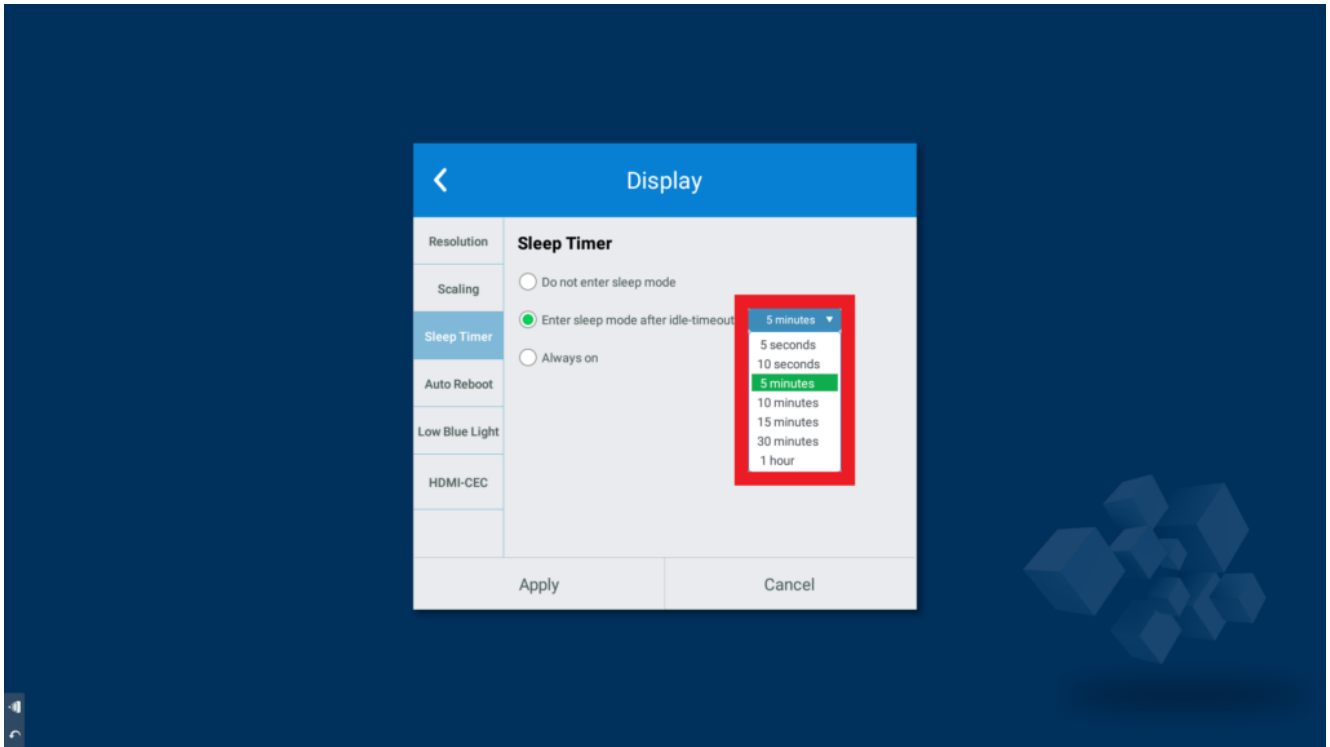 Display
Resolution
Scaling
Sleep Timer
Auto Reboot
Low Blue Light
HDMI-CEC
Sleep Timer
Do not enter sleep mode
Enter sleep mode after idle-timeout
5 minutes
Always on
5 seconds
10 seconds
5 minutes
10 minutes
15 minutes
30 minutes
1 hour
Apply
Cancel